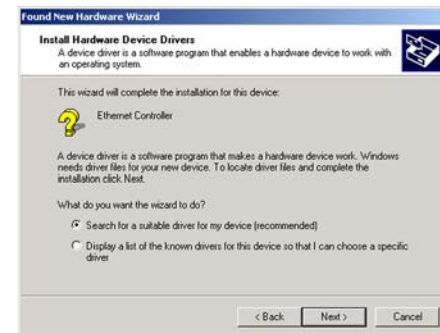 Found New Hardware Wizard
Install Hardware Device Drivers
A device driver is a software program that enables a hardware device to work with
an operating system.
This wizard will complete the installation for this device:
Ethernet Controller
A device driver is a software program that makes a hardware device work. Windows
needs driver files for your new device. To locate driver files and complete the
installation click Next.
What do you want the wizard to do?
Search for a suitable driver for my device (recommended)
Display a list of the known drivers for this device so that I can choose a specific
driver
< Back Next > Cancel